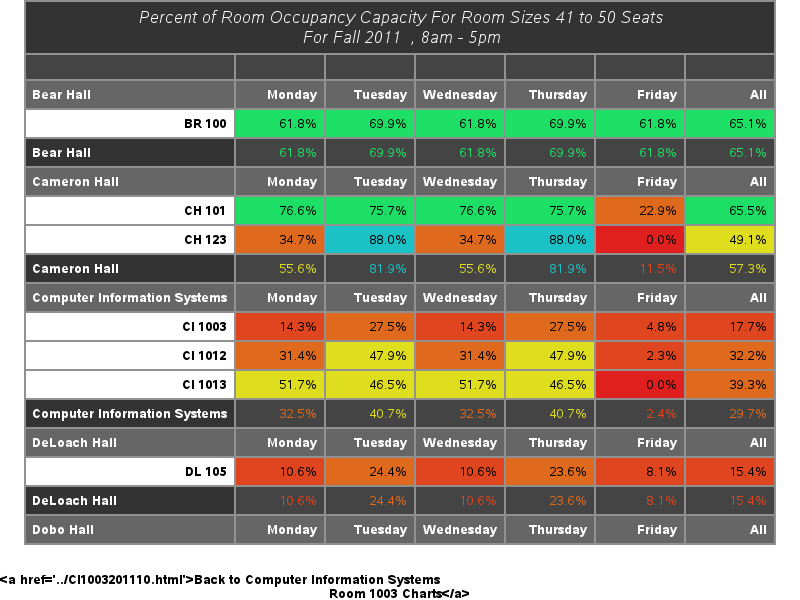 Percent of Room Occupancy Capacity For Room Sizes 41 to 50 Seats
For Fall 2011 , 8am - 5pm
Bear Hall Monday Tuesday Wednesday Thursday Friday All
BR 100 61.8% 69.9% 61.8% 69.9% 61.8% 65.1%
Bear Hall 61.8% 69.9% 61.8% 69.9% 61.8% 65.1%
Cameron Hall Monday Tuesday Wednesday Thursday Friday All
CH 101 76.6% 75.7% 76.6% 75.7% 22.9% 65.5%
CH 123 34.7% 88.0% 34.7% 88.0% 0.0% 49.1%
Cameron Hall 55.6% 81.9% 55.6% 81.9% 11.5% 57.3%
Computer Information Systems Monday Tuesday Wednesday Thursday Friday All
CI 1003 14.3% 27.5% 14.3% 27.5% 4.8% 17.7%
CI 1012 31.4% 47.9% 31.4% 47.9% 2.3% 32.2%
CI 1013 51.7% 46.5% 51.7% 46.5% 0.0% 39.3%
Computer Information Systems 32.5% 40.7% 32.5% 40.7% 2.4% 29.7%
DeLoach Hall Monday Tuesday Wednesday Thursday Friday All
DL 105 10.6% 24.4% 10.6% 23.6% 8.1% 15.4%
DeLoach Hall 10.6% 24.4% 10.6% 23.6% 8.1% 15.4%
Dobo Hall Monday Tuesday Wednesday Thursday Friday All
<a href='../CI1003201110.html'>Back to Computer Information Systems
Room 1003 Charts</a>